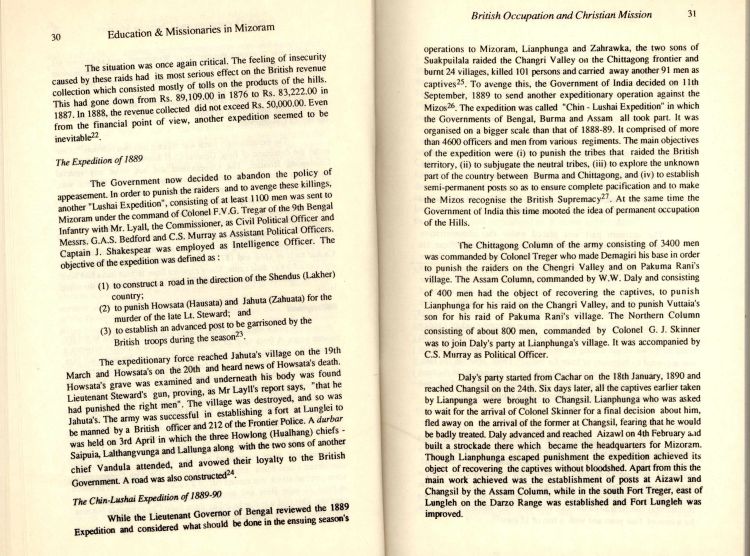 30
Education & Missionaries in Mizoram
The situation was once again critical. The feeling of insecurity
caused by these raids had its most serious effect on the British revenue
collection which consisted mostly of tolls on the products of the hills.
This had gone down from Rs. 89,109.00 in 1876 to Rs. 83,222.00 in
1887. In 1888, the revenue collected did not exceed Rs. 50,000.00. Even
from the financial point of view, another expedition seemed to be
inevitable22.
The Expedition of 1889
The Government now decided to abandon the policy of
appeasement. In order to punish the raiders and to avenge these killings,
another "Lushai Expedition", consisting of at least 1100 men was sent to
Mizoram under the command of Colonel F.V.G. Tregar of the 9th Bengal
Infantry with Mr. Lyall, the Commissioner, as Civil Political Officer and
Messrs. G.A.S. Bedford and C.S. Murray as Assistant Political Officers.
Captain J. Shakespear was employed as Intelligence Officer. The
objective of the expedition was defined as :
(1) to construct a road in the direction of the Shendus (Lakher)
country;
(2) to punish Howsata (Hausata) and Jahuta (Zahuata) for the
murder of the late Lt. Steward; and
(3) to establish an advanced post to be garrisoned by the
British troops during the season23.
The expeditionary force reached Jahuta's village on the 19th
March and Howsata's on the 20th and heard news of Howsata's death.
Howsata's grave was examined and underneath his body was found
Lieutenant Steward's gun, proving, as Mr Layll's report says, "that he
had punished the right men". The village was destroyed, and so was
Jahuta's. The army was successful in establishing a fort at Lunglei to
be manned by a British officer and 212 of the Frontier Police. A durbar
was held on 3rd April in which the three Howlong (Hualhang) chiefs -
Saipuia, Lalthangvunga and Lallunga along with the two sons of another
chief Vandula attended, and avowed their loyalty to the British
Government. A road was also constructed24.
The Chin-Lushai Expedition of 1889-90
While the Lieutenant Governor of Bengal reviewed the 1889
Expedition and considered what should be done in the ensuing season's
British Occupation and Christian Mission
31
operations to Mizoram, Lianphunga and Zahrawka, the two sons of
Suakpuilala raided the Changri Valley on the Chittagong frontier and
burnt 24 villages, killed 101 persons and carried away another 91 men as
captives25. To avenge this, the Government of India decided on 11th
September, 1889 to send another expeditionary operation against the
Mizos26. The expedition was called "Chin - Lushai Expedition" in which
the Governments of Bengal, Burma and Assam all took part. It was
organised on a bigger scale than that of 1888-89. It comprised of more
than 4600 officers and men from various regiments. The main objectives
of the expedition were (i) to punish the tribes that raided the British
territory, (ii) to subjugate the neutral tribes, (iii) to explore the unknown
part of the country between Burma and Chittagong, and (iv) to establish
semi-permanent posts so as to ensure complete pacification and to make
the Mizos recognise the British Supremacy27. At the same time the
Government of India this time mooted the idea of permanent occupation
of the Hills.
The Chittagong Column of the army consisting of 3400 men
was commanded by Colonel Treger who made Demagiri his base in order
to punish the raiders on the Chengri Valley and on Pakuma Rani's
village. The Assam Column, commanded by W.W. Daly and consisting
of 400 men had the object of recovering the captives, to punish
Lianphunga for his raid on the Changri Valley, and to punish Vuttaia's
son for his raid of Pakuma Rani's village. The Northern Column
consisting of about 800 men, commanded by Colonel G. J. Skinner
was to join Daly's party at Lianphunga's village. It was accompanied by
C.S. Murray as Political Officer.
Daly's party started from Cachar on the 18th January, 1890 and
reached Changsil on the 24th. Six days later, all the captives earlier taken
by Lianpunga were brought to Changsil. Lianphunga who was asked
to wait for the arrival of Colonel Skinner for a final decision about him,
fled away on the arrival of the former at Changsil, fearing that he would
be badly treated. Daly advanced and reached Aizawl on 4th February and
built a strockade there which became the headquarters for Mizoram.
Though Lianphunga escaped punishment the expedition achieved its
object of recovering the captives without bloodshed. Apart from this the
main work achieved was the establishment of posts at Aizawl and
Changsil by the Assam Column, while in the south Fort Treger, east of
Lungleh on the Darzo Range was established and Fort Lungleh was
improved.